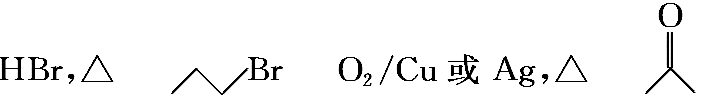 O
HBr,△ Br O₂/Cu 或 Ag,△